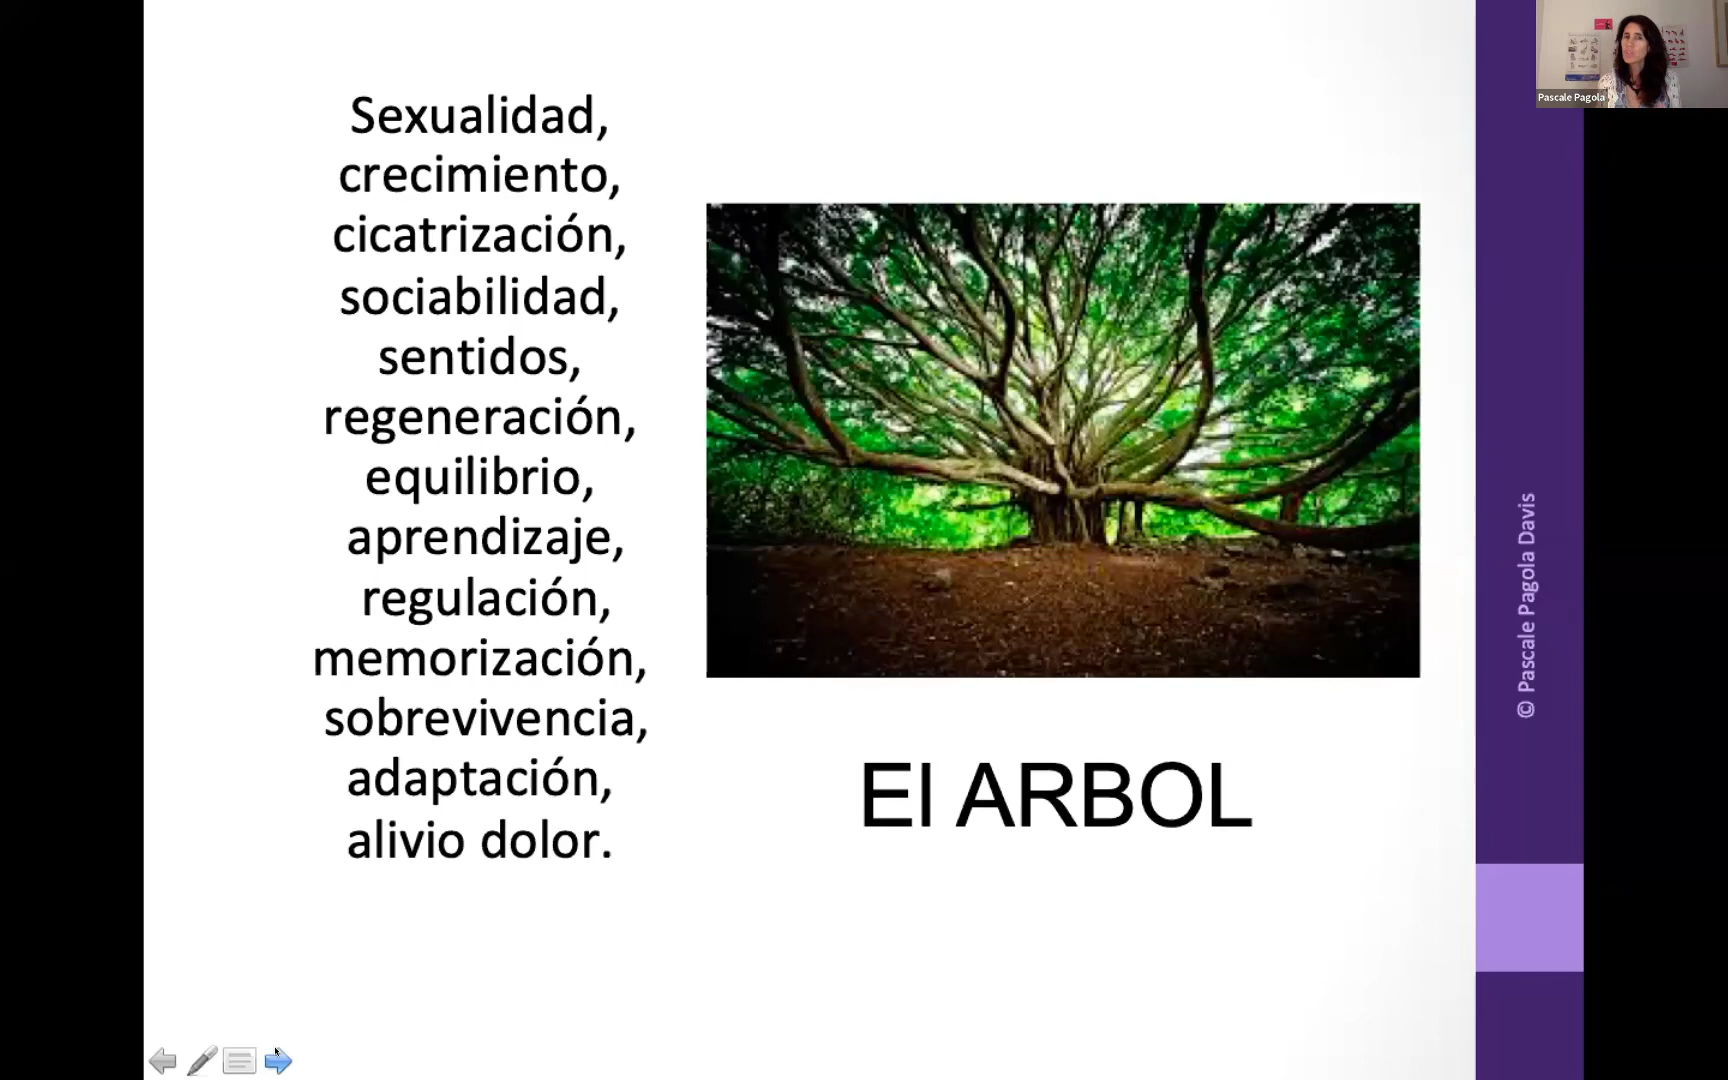 Sexualidad,
crecimiento,
cicatrización,
sociabilidad,
sentidos,
regeneración,
equilibrio,
aprendizaje,
regulación,
memorización,
sobrevivencia,
adaptación,
alivio dolor.
El ARBOL
© Pascale Pagola Davis
Pascale Pagola